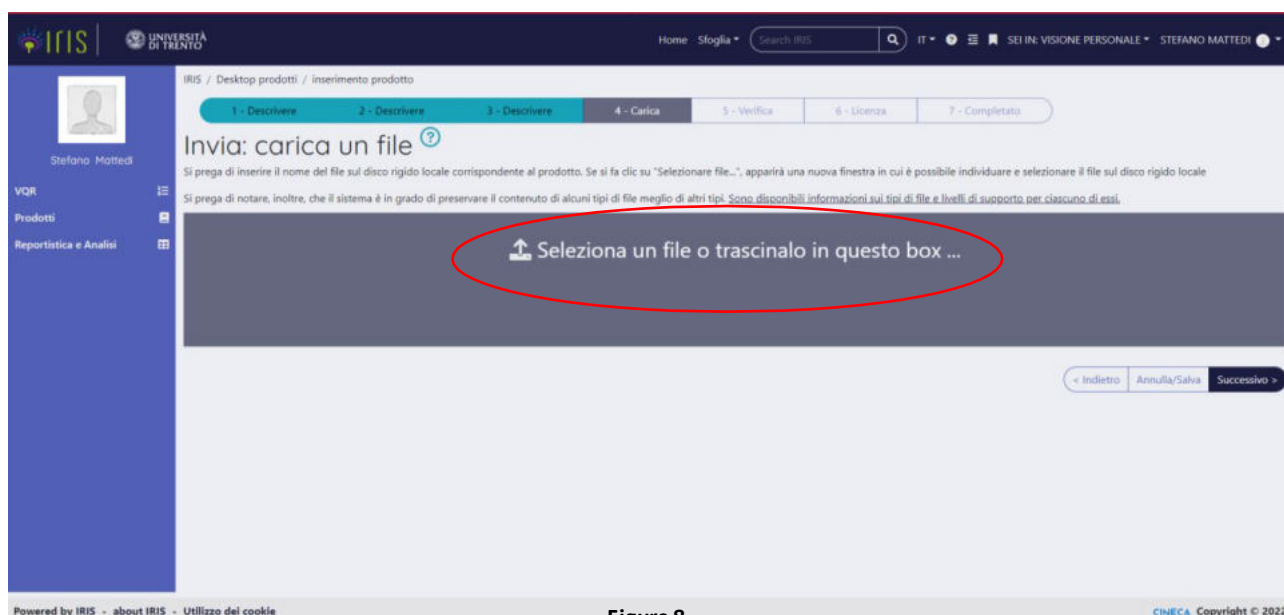 IRIS UNIVERSITÀ DI TRENTO Home Sfoglia Search IRIS IT SEI IN: VISIONE PERSONALE STEFANO MATTEDI
IRIS / Desktop prodotti / inserimento prodotto
1 - Descrivere 2 - Descrivere 3 - Descrivere 4 - Carica 5 - Verifica 6 - Licenza 7 - Completato
Invia: carica un file ?
Stefano Mattedi
Si prega di inserire il nome del file sul disco rigido locale corrispondente al prodotto. Se si fa clic su "Selezionare file...", apparirà una nuova finestra in cui è possibile individuare e selezionare il file sul disco rigido locale
VQR
Si prega di notare, inoltre, che il sistema è in grado di preservare il contenuto di alcuni tipi di file meglio di altri tipi. Sono disponibili informazioni sui tipi di file e livelli di supporto per ciascuno di essi.
Prodotti
Reportistica e Analisi
Seleziona un file o trascinalo in questo box ...
< Indietro Annulla/Salva Successivo >
Powered by IRIS - about IRIS - Utilizzo dei cookie Figure 8 CINECA Copyright © 2021